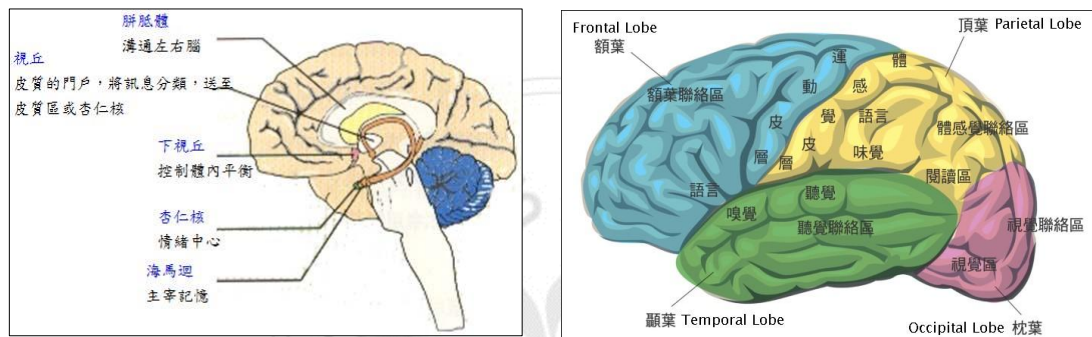 胼胝體
溝通左右腦
視丘
皮質的門戶，將訊息分類，送至
皮質區或杏仁核
下視丘
控制體內平衡
杏仁核
情緒中心
海馬迴
主宰記憶
Frontal Lobe
額葉
頂葉 Parietal Lobe
額葉聯絡區
運動皮層
體感覺皮層
語言
味覺
體感覺聯絡區
閱讀區
語言
嗅覺
聽覺
聽覺聯絡區
視覺聯絡區
視覺區
顳葉 Temporal Lobe
Occipital Lobe 枕葉